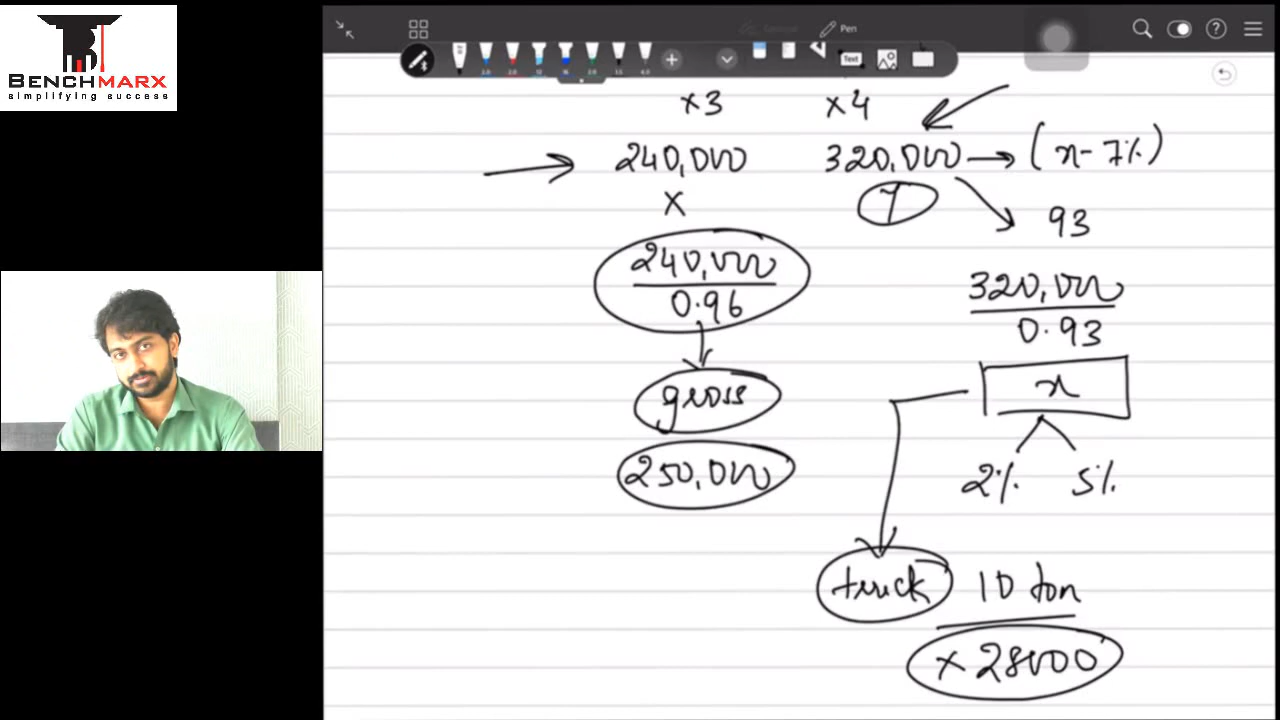 BENCHMARX
simplifying success
Pen
Text
×3 ×4
240,000 320,000 → (x-7%)
X Y 93
240,000 / 0.96
320,000 / 0.93
gross x
250,000 2% 5%
truck 10 ton
× 28000